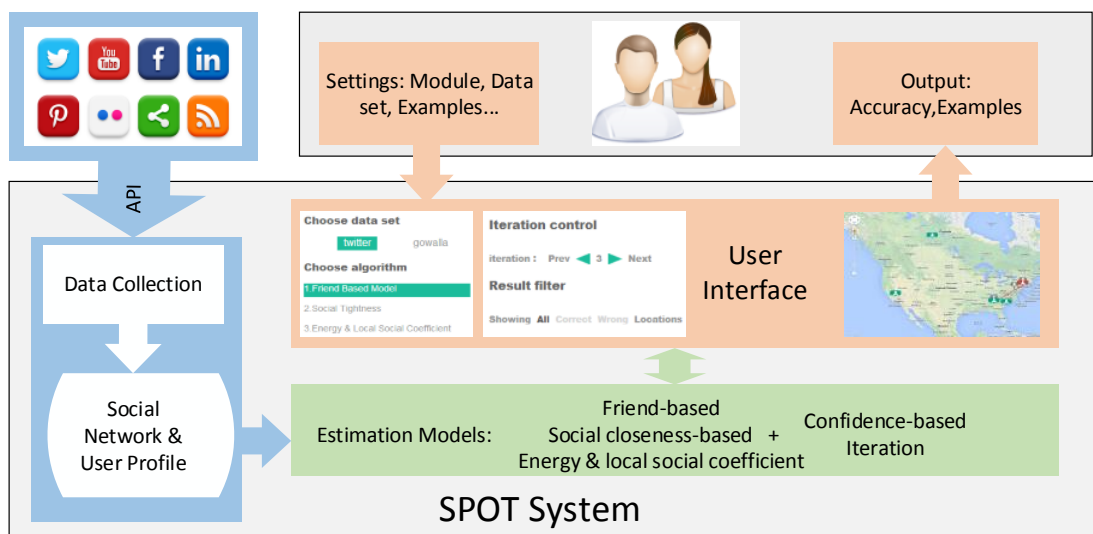 You
Tube
f
in
API
Settings: Module, Data
set, Examples...
Output:
Accuracy,Examples
Data Collection
Social
Network &
User Profile
Choose data set
twitter
gowalla
Choose algorithm
1.Friend Based Model
2.Social Tightness
3.Energy & Local Social Coefficient
Iteration control
iteration : Prev 3 Next
Result filter
Showing All Correct Wrong Locations
User
Interface
Estimation Models:
Friend-based
Social closeness-based +
Energy & local social coefficient
Confidence-based
Iteration
SPOT System